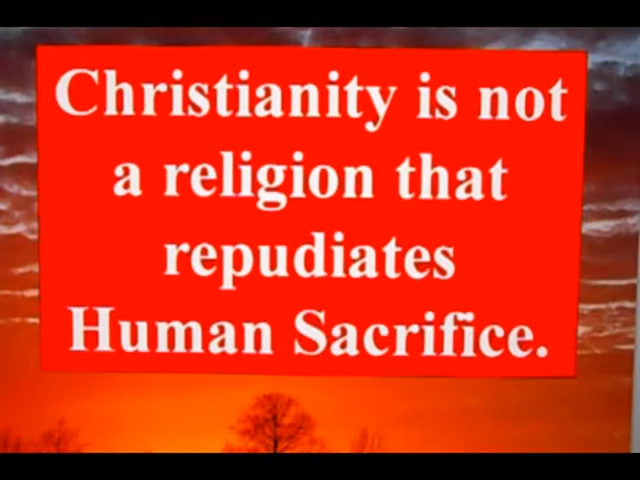 Christianity is not
a religion that
repudiates
Human Sacrifice.